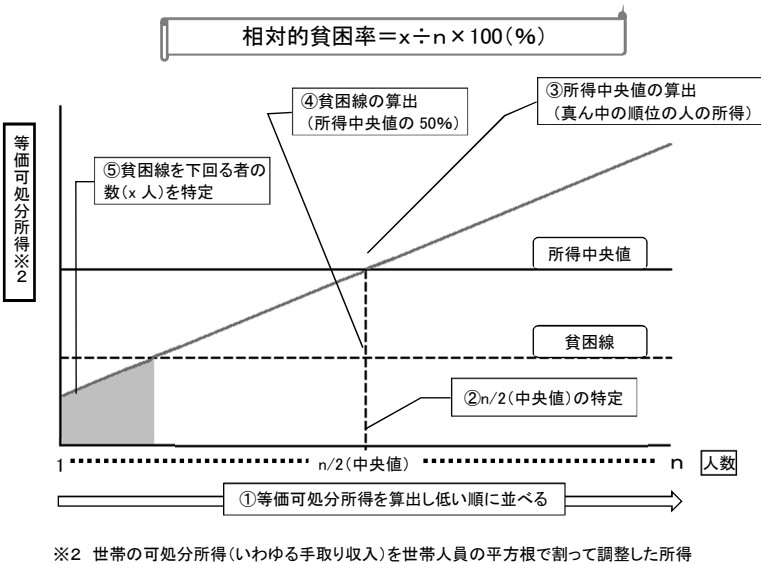 相対的貧困率=x÷n×100(%)
④貧困線の算出
(所得中央値の 50%)
③所得中央値の算出
(真ん中の順位の人の所得)
等価可処分所得※2
⑤貧困線を下回る者の
数(x 人)を特定
所得中央値
貧困線
②n/2(中央値)の特定
1 n/2(中央値) n 人数
①等価可処分所得を算出し低い順に並べる
※2 世帯の可処分所得(いわゆる手取り収入)を世帯人員の平方根で割って調整した所得